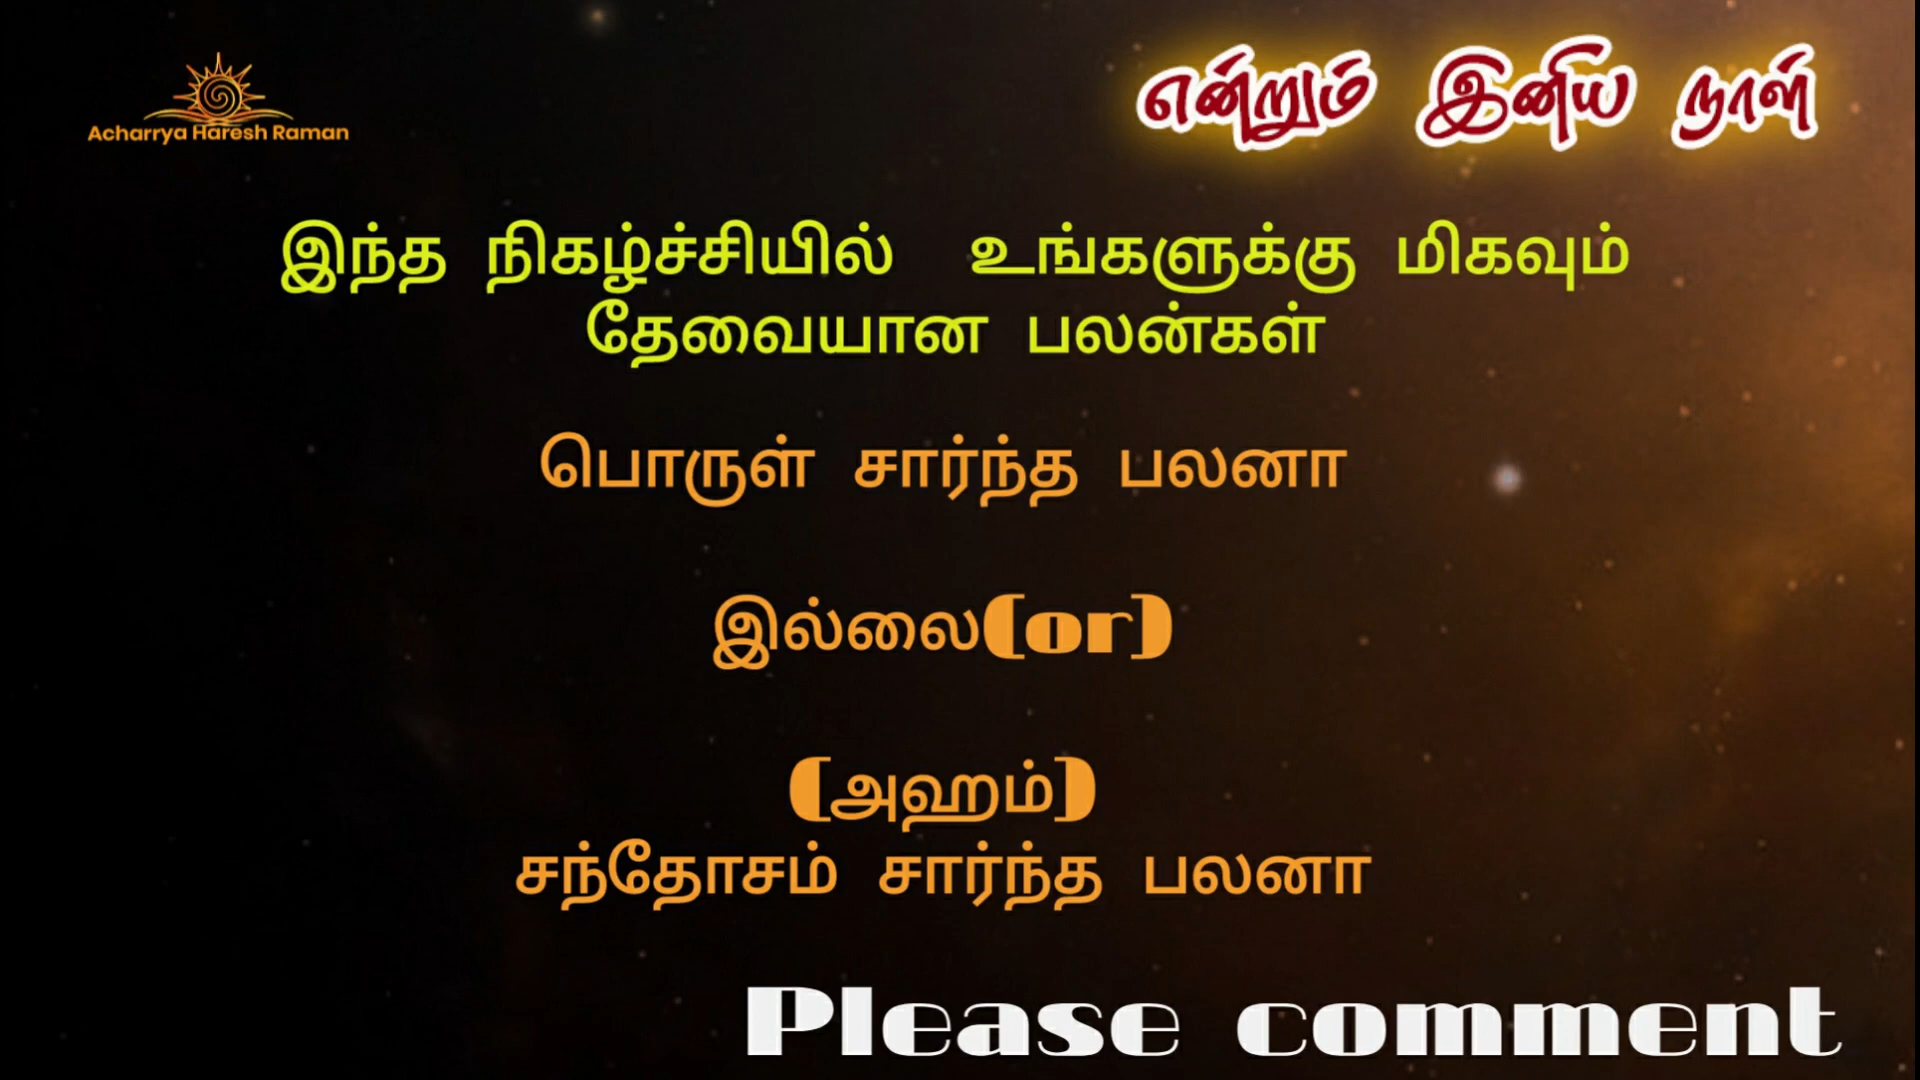 Acharrya Haresh Raman
என்றும் இனிய நாள்
இந்த நிகழ்ச்சியில் உங்களுக்கு மிகவும்
தேவையான பலன்கள்
பொருள் சார்ந்த பலனா
இல்லை(or)
(அஹம்)
சந்தோசம் சார்ந்த பலனா
Please comment